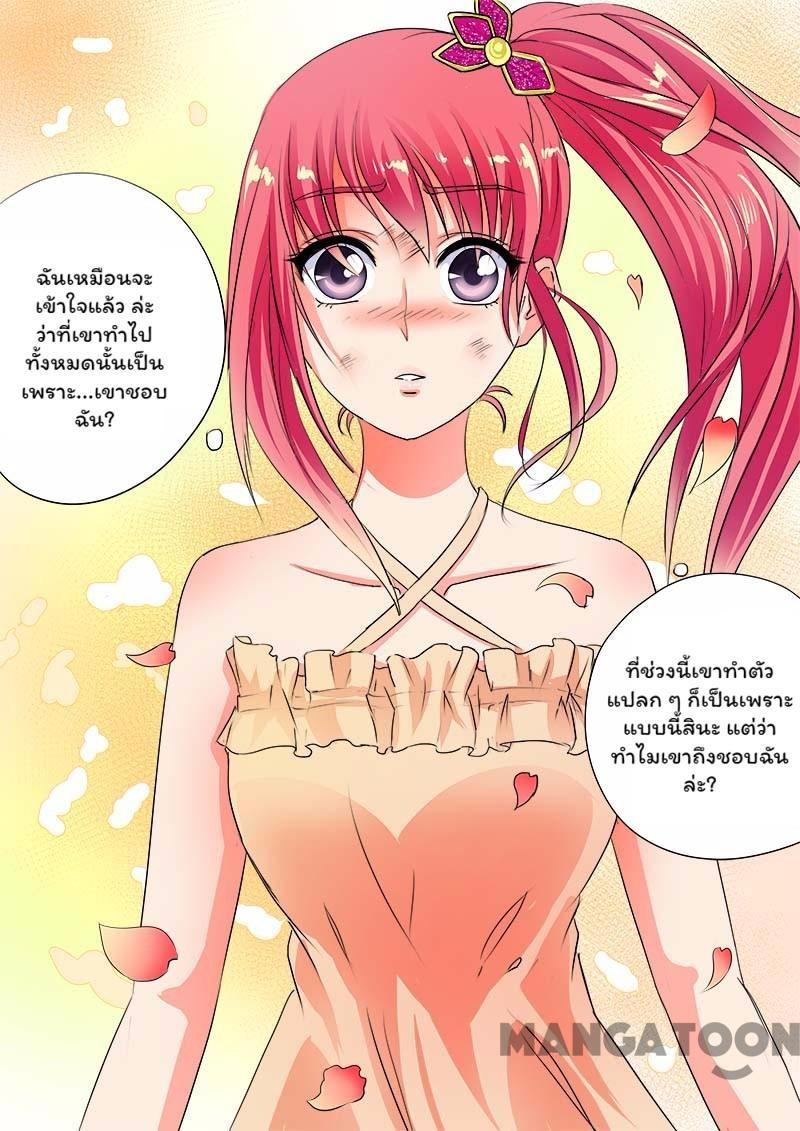 ฉันเหมือนจะ
เข้าใจแล้ว ล่ะ
ว่าที่เขาทำไป
ทั้งหมดนั้นเป็น
เพราะ...เขาชอบ
ฉัน?
ที่ช่วงนี้เขาทำตัว
แปลก ๆ ก็เป็นเพราะ
แบบนี้สินะ แต่ว่า
ทำไมเขาถึงชอบฉัน
ล่ะ?
MANGATOON